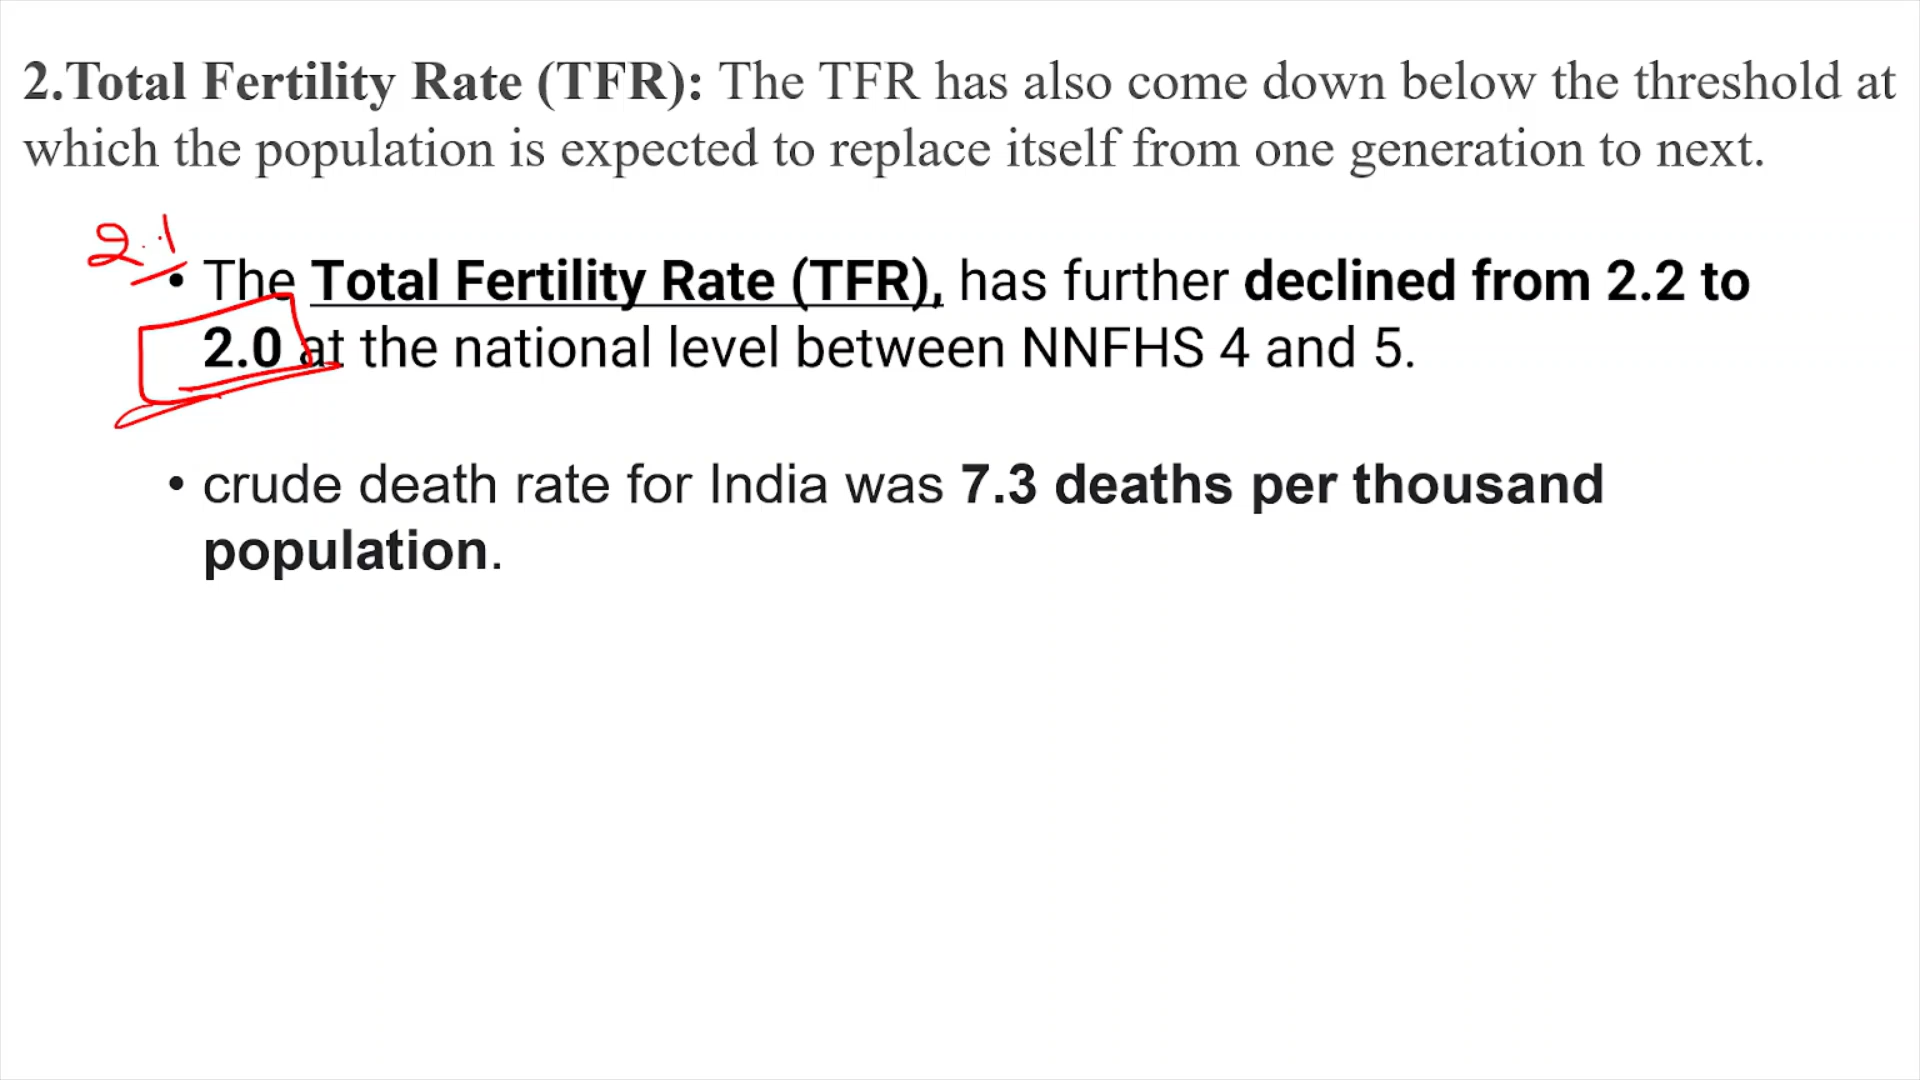 2.Total Fertility Rate (TFR): The TFR has also come down below the threshold at
which the population is expected to replace itself from one generation to next.
2.1
• The Total Fertility Rate (TFR), has further declined from 2.2 to
2.0 at the national level between NNFHS 4 and 5.
• crude death rate for India was 7.3 deaths per thousand
population.